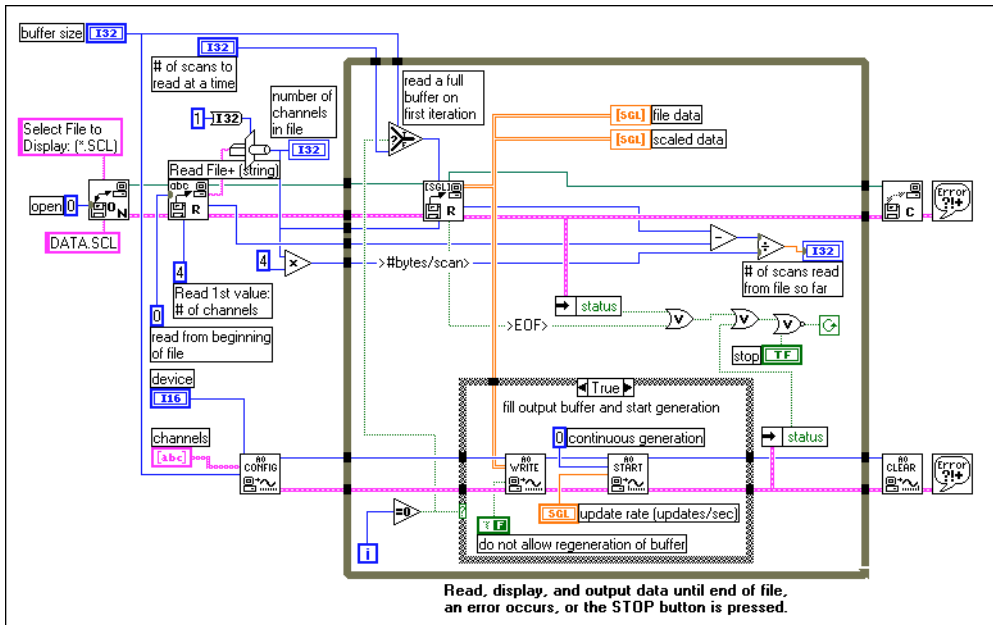 buffer size
I32
I32
# of scans to
read at a time
read a full
buffer on
first iteration
number of
channels
in file
1
I32
I32
[SGL]
file data
[SGL]
scaled data
Select File to
Display: (*.SCL)
?
F
Read File+ (string)
abc
R
[SGL]
R
open
0
O
N
C
Error
?!+
DATA.SCL
4
>#bytes/scan>
I32
# of scans read
from file so far
4
Read 1st value:
# of channels
status
>EOF>
V
V
V
0
read from beginning
of file
stop
TF
device
I16
True
fill output buffer and start generation
0
continuous generation
status
channels
[abc]
AO
CONFIG
AO
WRITE
AO
START
AO
CLEAR
Error
?!+
=0
?
SGL
update rate (updates/sec)
T F
i
do not allow regeneration of buffer
Read, display, and output data until end of file,
an error occurs, or the STOP button is pressed.